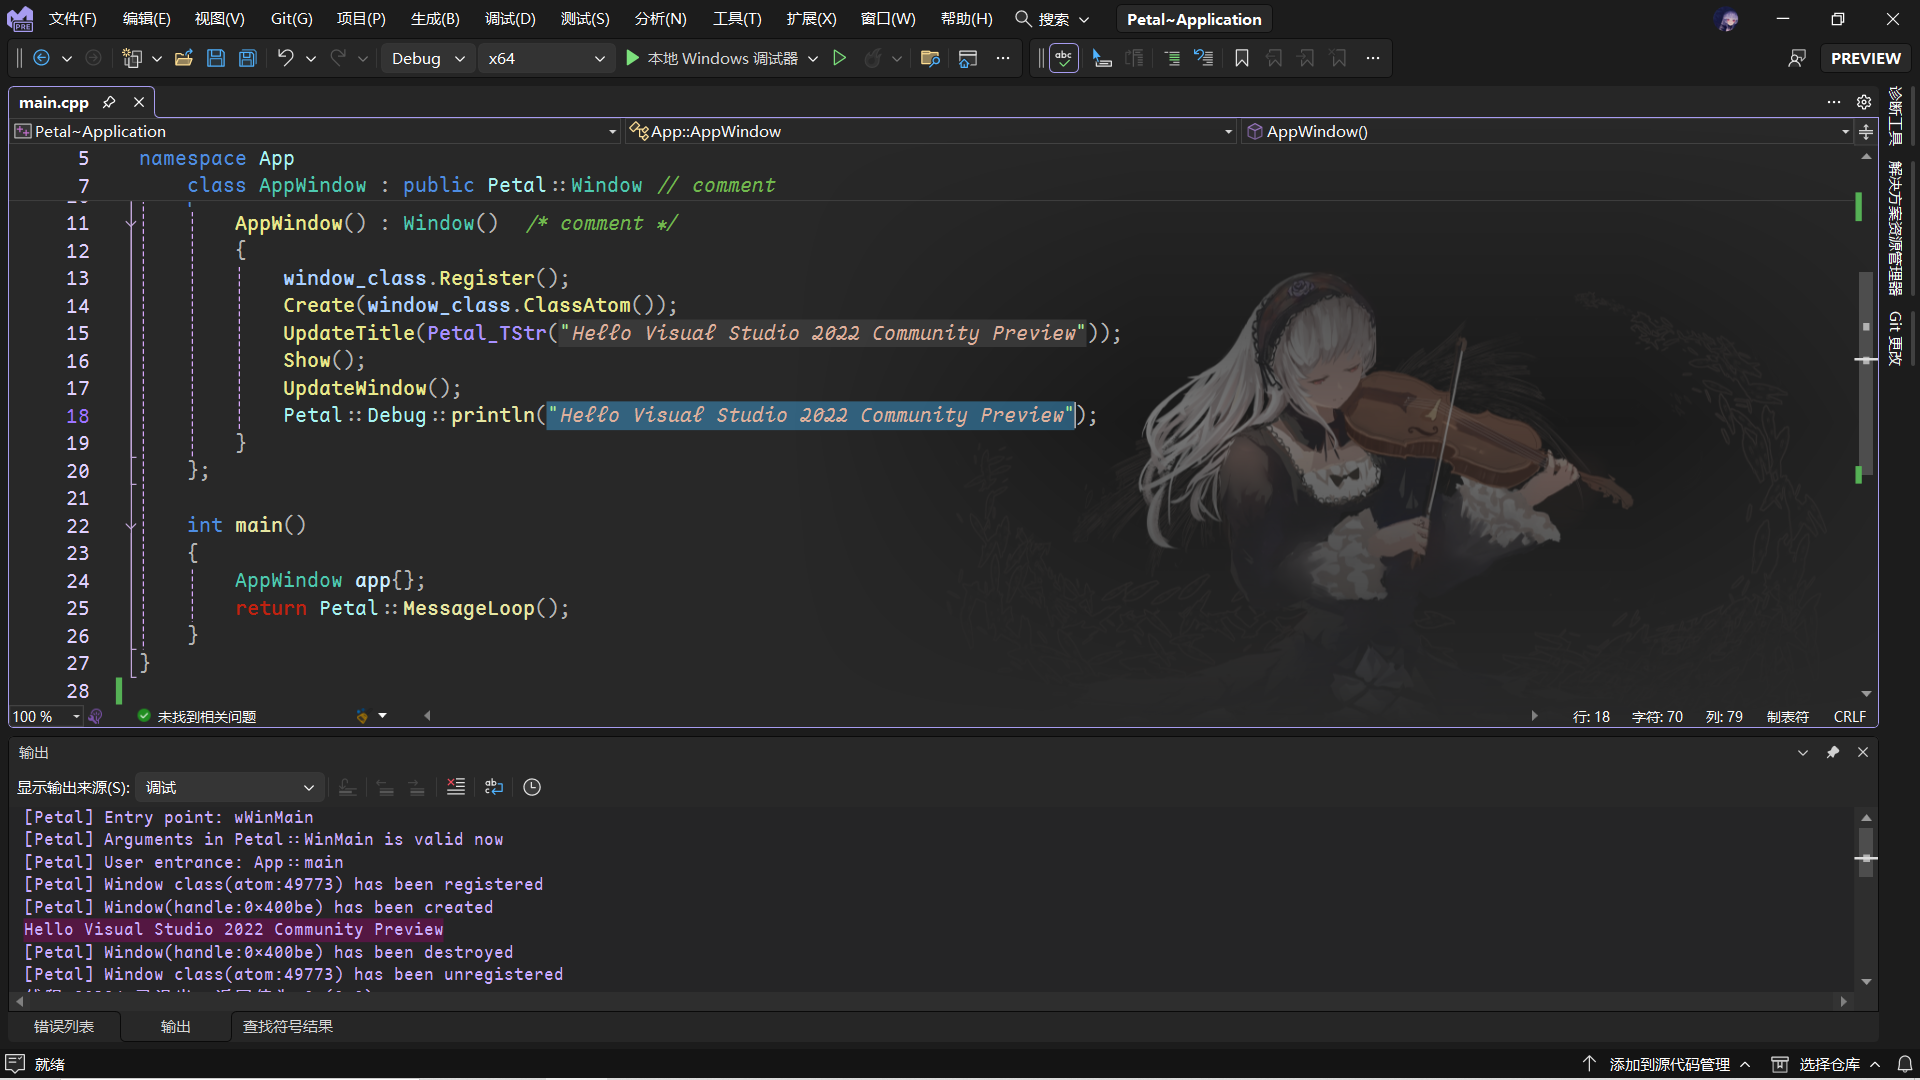 文件(F) 编辑(E) 视图(V) Git(G) 项目(P) 生成(B) 调试(D) 测试(S) 分析(N) 工具(T) 扩展(X) 窗口(W) 帮助(H) 搜索 Petal~Application
Debug x64 本地 Windows 调试器 PREVIEW
main.cpp
Petal~Application App::AppWindow AppWindow()
5 namespace App
7 class AppWindow : public Petal::Window // comment
11 AppWindow() : Window() /* comment */
12 {
13 window_class.Register();
14 Create(window_class.ClassAtom());
15 UpdateTitle(Petal_TStr("Hello Visual Studio 2022 Community Preview"));
16 Show();
17 UpdateWindow();
18 Petal::Debug::println("Hello Visual Studio 2022 Community Preview");
19 }
20 };
21
22 int main()
23 {
24 AppWindow app{};
25 return Petal::MessageLoop();
26 }
27 }
28
100 % 未找到相关问题 行: 18 字符: 70 列: 79 制表符 CRLF
诊断工具
解决方案资源管理器
Git 更改
输出
显示输出来源(S): 调试
[Petal] Entry point: wWinMain
[Petal] Arguments in Petal::WinMain is valid now
[Petal] User entrance: App::main
[Petal] Window class(atom:49773) has been registered
[Petal] Window(handle:0x400be) has been created
Hello Visual Studio 2022 Community Preview
[Petal] Window(handle:0x400be) has been destroyed
[Petal] Window class(atom:49773) has been unregistered
错误列表 输出 查找符号结果
就绪 添加到源代码管理 选择仓库